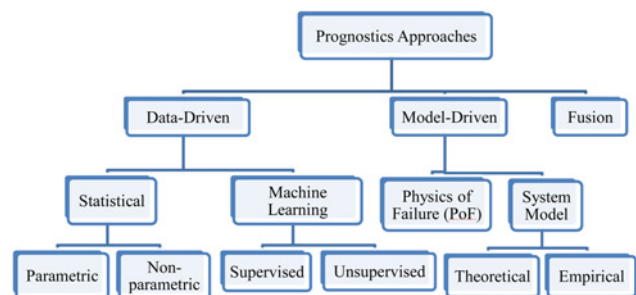 Prognostics Approaches
Data-Driven
Model-Driven
Fusion
Statistical
Machine
Learning
Physics of
Failure (PoF)
System
Model
Parametric
Non-
parametric
Supervised
Unsupervised
Theoretical
Empirical